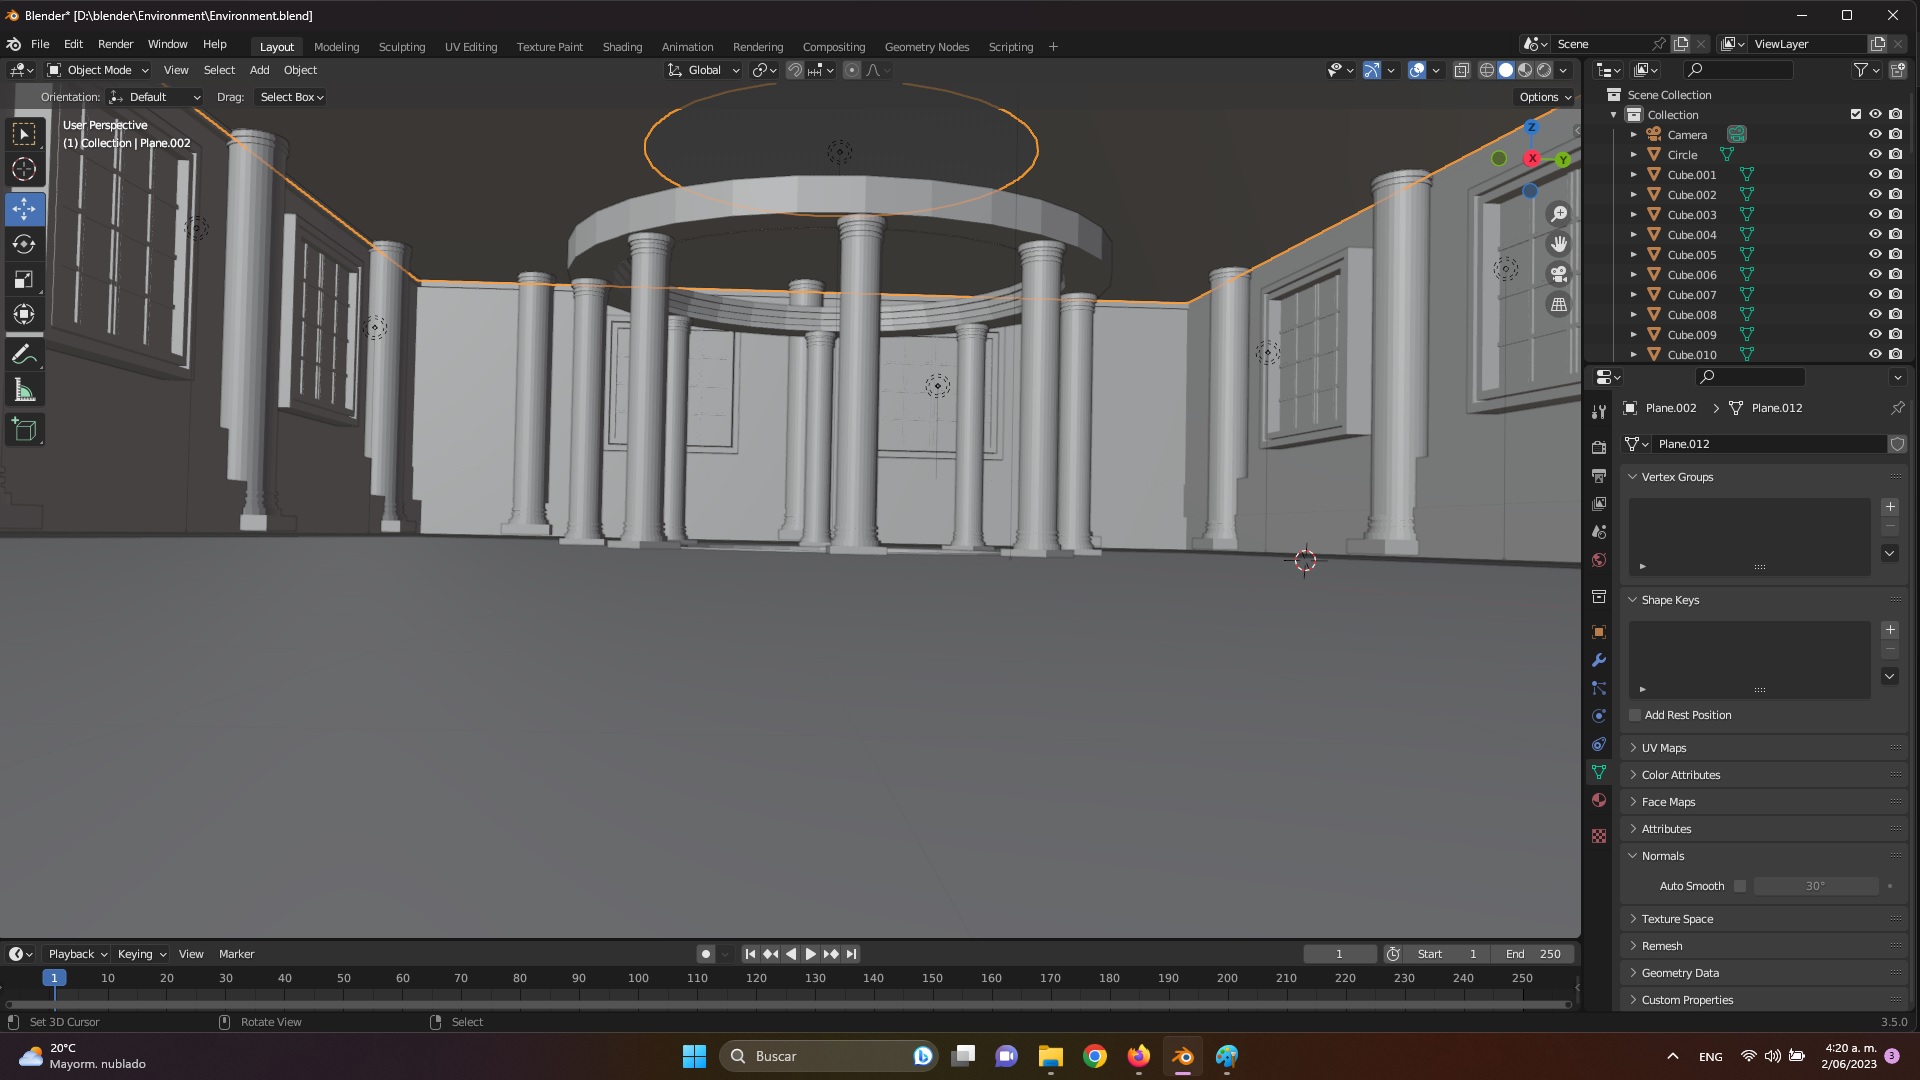 Blender* [D:\blender\Environment\Environment.blend]
File Edit Render Window Help Layout Modeling Sculpting UV Editing Texture Paint Shading Animation Rendering Compositing Geometry Nodes Scripting + Scene ViewLayer
Object Mode View Select Add Object Global
Orientation: Default Drag: Select Box Options
User Perspective
(1) Collection | Plane.002
Z
X
Y
Scene Collection
Collection
Camera
Circle
Cube.001
Cube.002
Cube.003
Cube.004
Cube.005
Cube.006
Cube.007
Cube.008
Cube.009
Cube.010
Plane.002 > Plane.012
Plane.012
Vertex Groups
Shape Keys
Add Rest Position
UV Maps
Color Attributes
Face Maps
Attributes
Normals
Auto Smooth 30°
Texture Space
Remesh
Geometry Data
Custom Properties
Playback Keying View Marker 1 Start 1 End 250
1 10 20 30 40 50 60 70 80 90 100 110 120 130 140 150 160 170 180 190 200 210 220 230 240 250
Set 3D Cursor Rotate View Select 3.5.0
20°C
Mayorm. nublado
Buscar
ENG
4:20 a. m.
2/06/2023
3